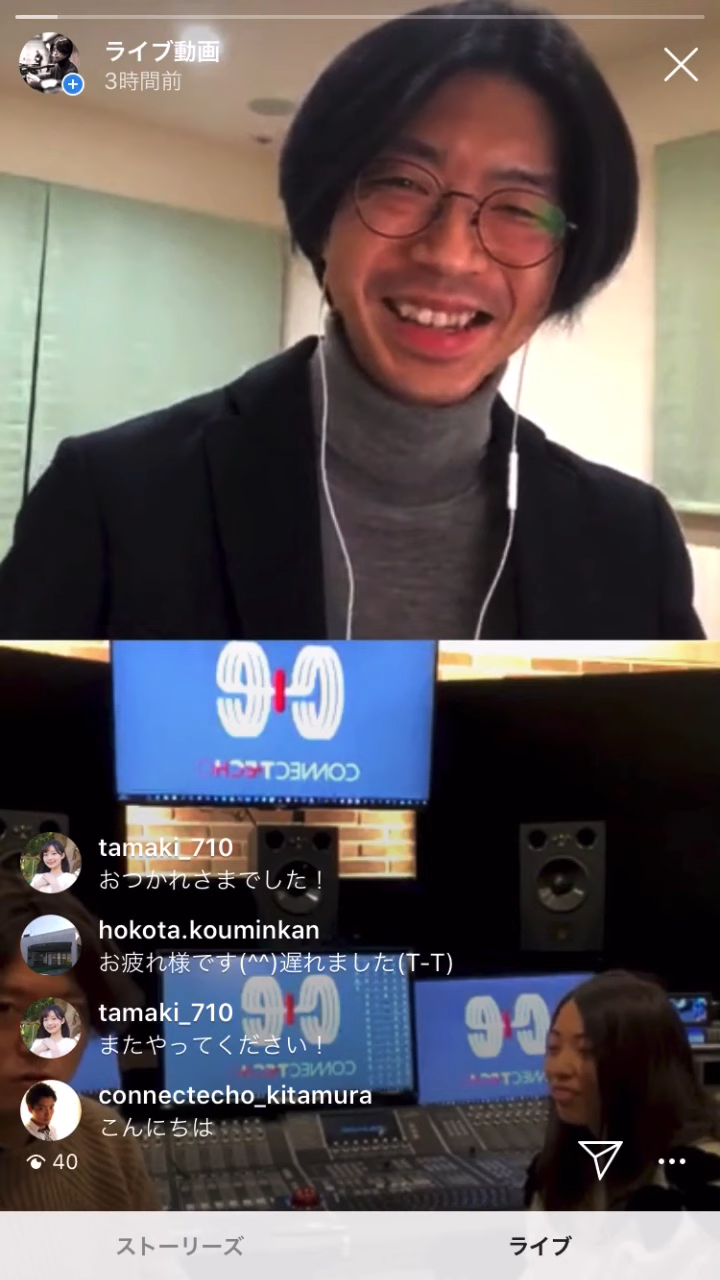 ライブ動画
3時間前
CONNECTECHO
tamaki_710
おつかれさまでした！
hokota.kouminkan
お疲れ様です(^^)遅れました(T-T)
tamaki_710
またやってください！
connectecho_kitamura
こんにちは
40
ストーリーズ
ライブ